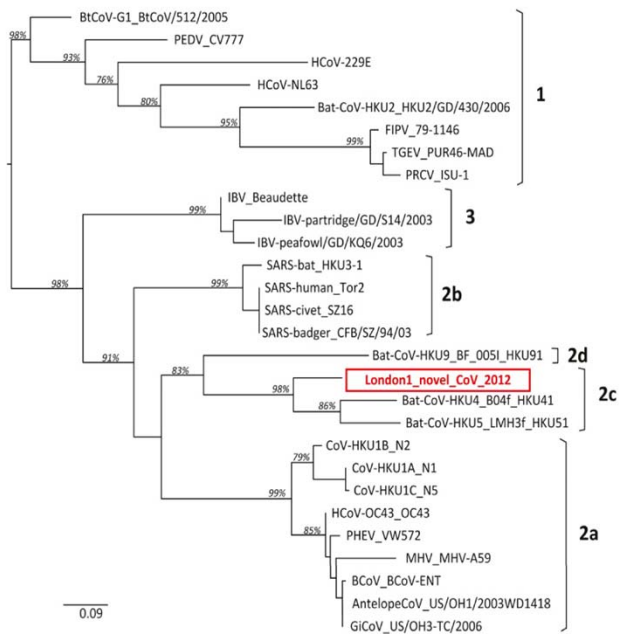 BtCoV-G1_BtCoV/512/2005
98%
PEDV_CV777
93%
HCoV-229E
76%
HCoV-NL63
80%
1
Bat-CoV-HKU2_HKU2/GD/430/2006
95%
FIPV_79-1146
99%
TGEV_PUR46-MAD
PRCV_ISU-1
IBV_Beaudette
99%
3
IBV-partridge/GD/S14/2003
IBV-peafowl/GD/KQ6/2003
98%
SARS-bat_HKU3-1
99%
SARS-human_Tor2
2b
SARS-civet_SZ16
SARS-badger_CFB/SZ/94/03
91%
Bat-CoV-HKU9_BF_005I_HKU91
2d
83%
London1_novel_CoV_2012
98%
2c
Bat-CoV-HKU4_B04f_HKU41
86%
Bat-CoV-HKU5_LMH3f_HKU51
CoV-HKU1B_N2
79%
CoV-HKU1A_N1
CoV-HKU1C_N5
99%
HCoV-OC43_OC43
85%
PHEV_VW572
2a
MHV_MHV-A59
BCoV_BCoV-ENT
AntelopeCoV_US/OH1/2003WD1418
GiCoV_US/OH3-TC/2006
0.09